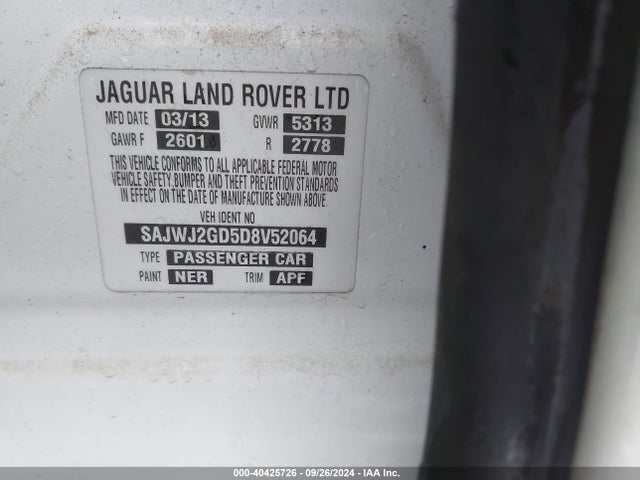 JAGUAR LAND ROVER LTD
MFD DATE 03/13 GVWR 5313
GAWR F 2601 R 2778
THIS VEHICLE CONFORMS TO ALL APPLICABLE FEDERAL MOTOR
VEHICLE SAFETY, BUMPER AND THEFT PREVENTION STANDARDS
IN EFFECT ON THE DATE OF MANUFACTURE SHOWN ABOVE.
VEH IDENT NO
SAJWJ2GD5D8V52064
TYPE PASSENGER CAR
PAINT NER TRIM APF
000-40425726 - 09/26/2024 - IAA Inc.